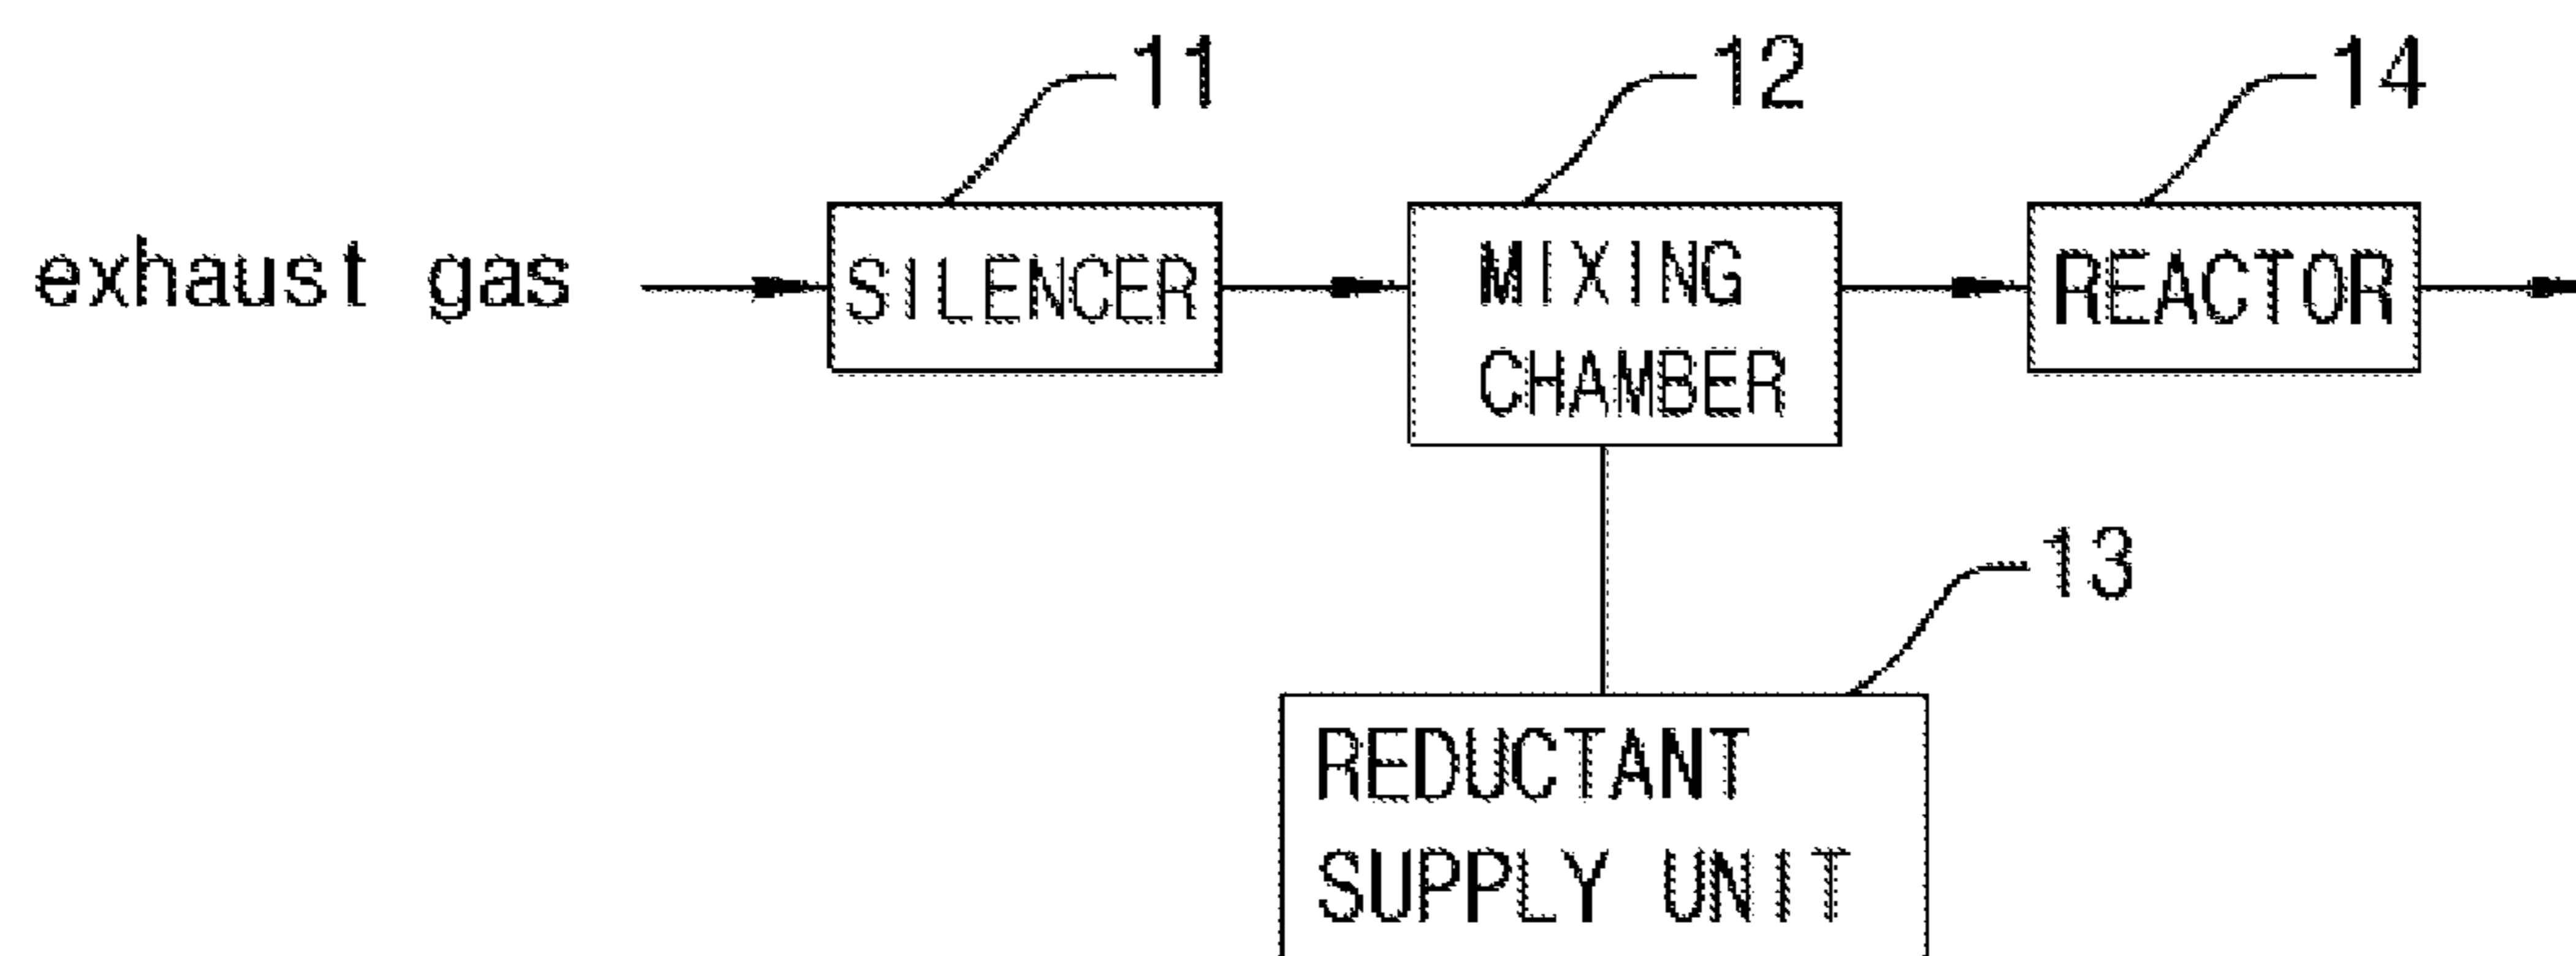 11
12
14
exhaust gas
SILENCER
MIXING
CHAMBER
REACTOR
13
REDUCTANT
SUPPLY UNIT